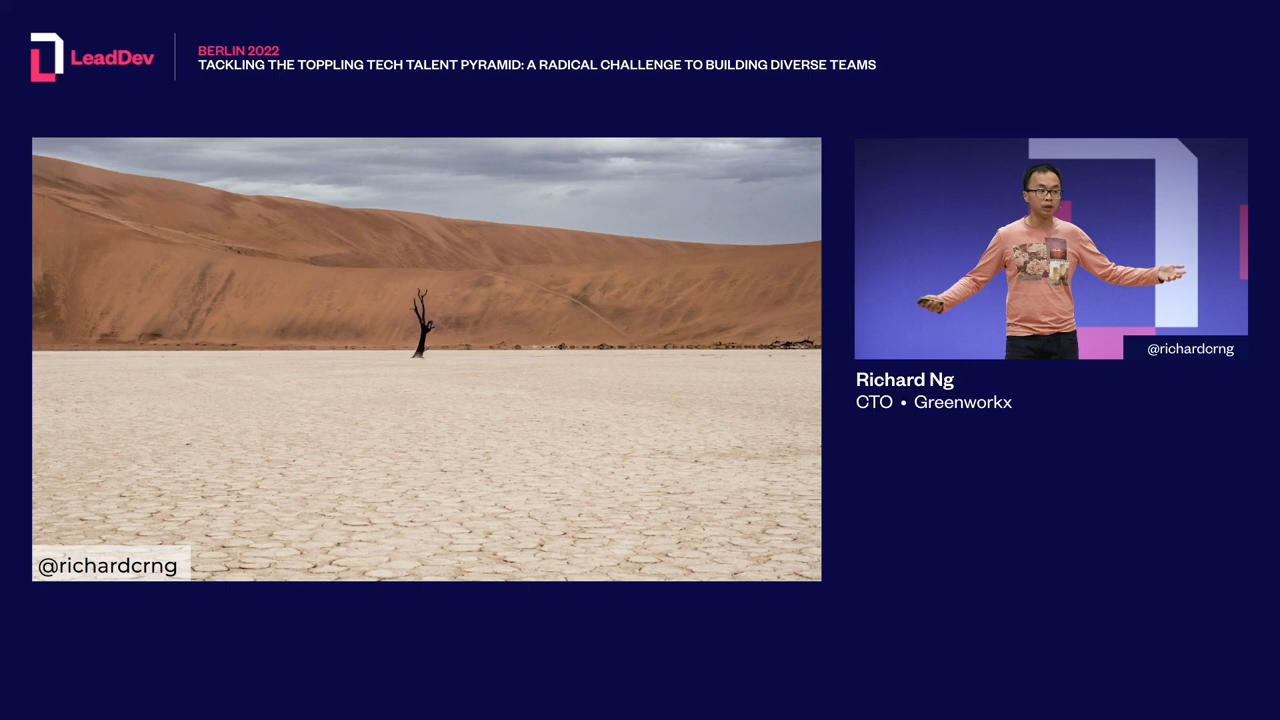 LeadDev
BERLIN 2022
TACKLING THE TOPPLING TECH TALENT PYRAMID: A RADICAL CHALLENGE TO BUILDING DIVERSE TEAMS
@richardcrng
@richardcrng
Richard Ng
CTO • Greenworkx